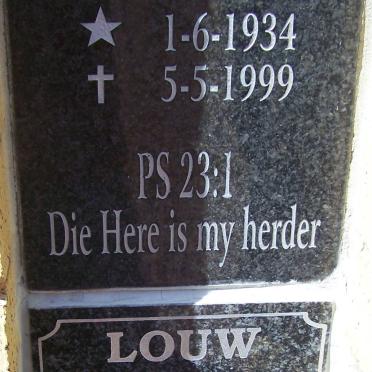 ★ 1-6-1934
✝ 5-5-1999
PS 23:1
Die Here is my herder
LOUW